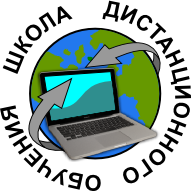 ШКОЛА ДИСТАНЦИОННОГО ОБУЧЕНИЯ